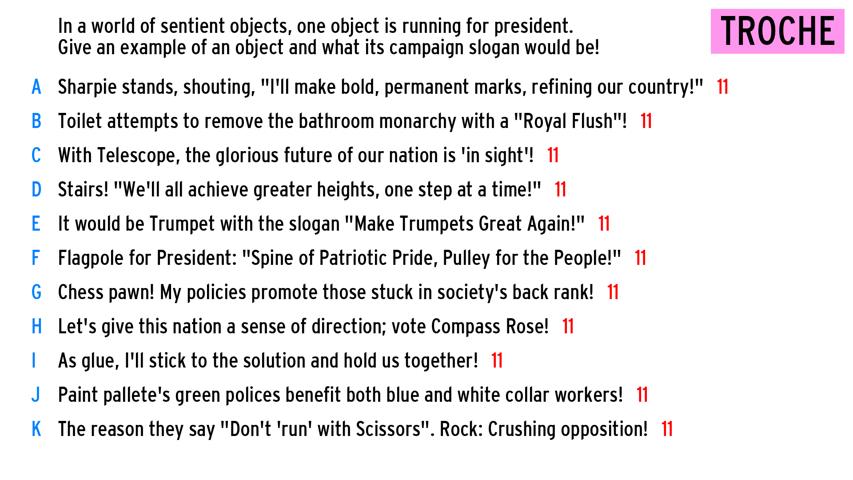 In a world of sentient objects, one object is running for president.
Give an example of an object and what its campaign slogan would be!
TROCHE
A Sharpie stands, shouting, "I'll make bold, permanent marks, refining our country!" 11
B Toilet attempts to remove the bathroom monarchy with a "Royal Flush"! 11
C With Telescope, the glorious future of our nation is 'in sight'! 11
D Stairs! "We'll all achieve greater heights, one step at a time!" 11
E It would be Trumpet with the slogan "Make Trumpets Great Again!" 11
F Flagpole for President: "Spine of Patriotic Pride, Pulley for the People!" 11
G Chess pawn! My policies promote those stuck in society's back rank! 11
H Let's give this nation a sense of direction; vote Compass Rose! 11
I As glue, I'll stick to the solution and hold us together! 11
J Paint pallete's green polices benefit both blue and white collar workers! 11
K The reason they say "Don't 'run' with Scissors". Rock: Crushing opposition! 11